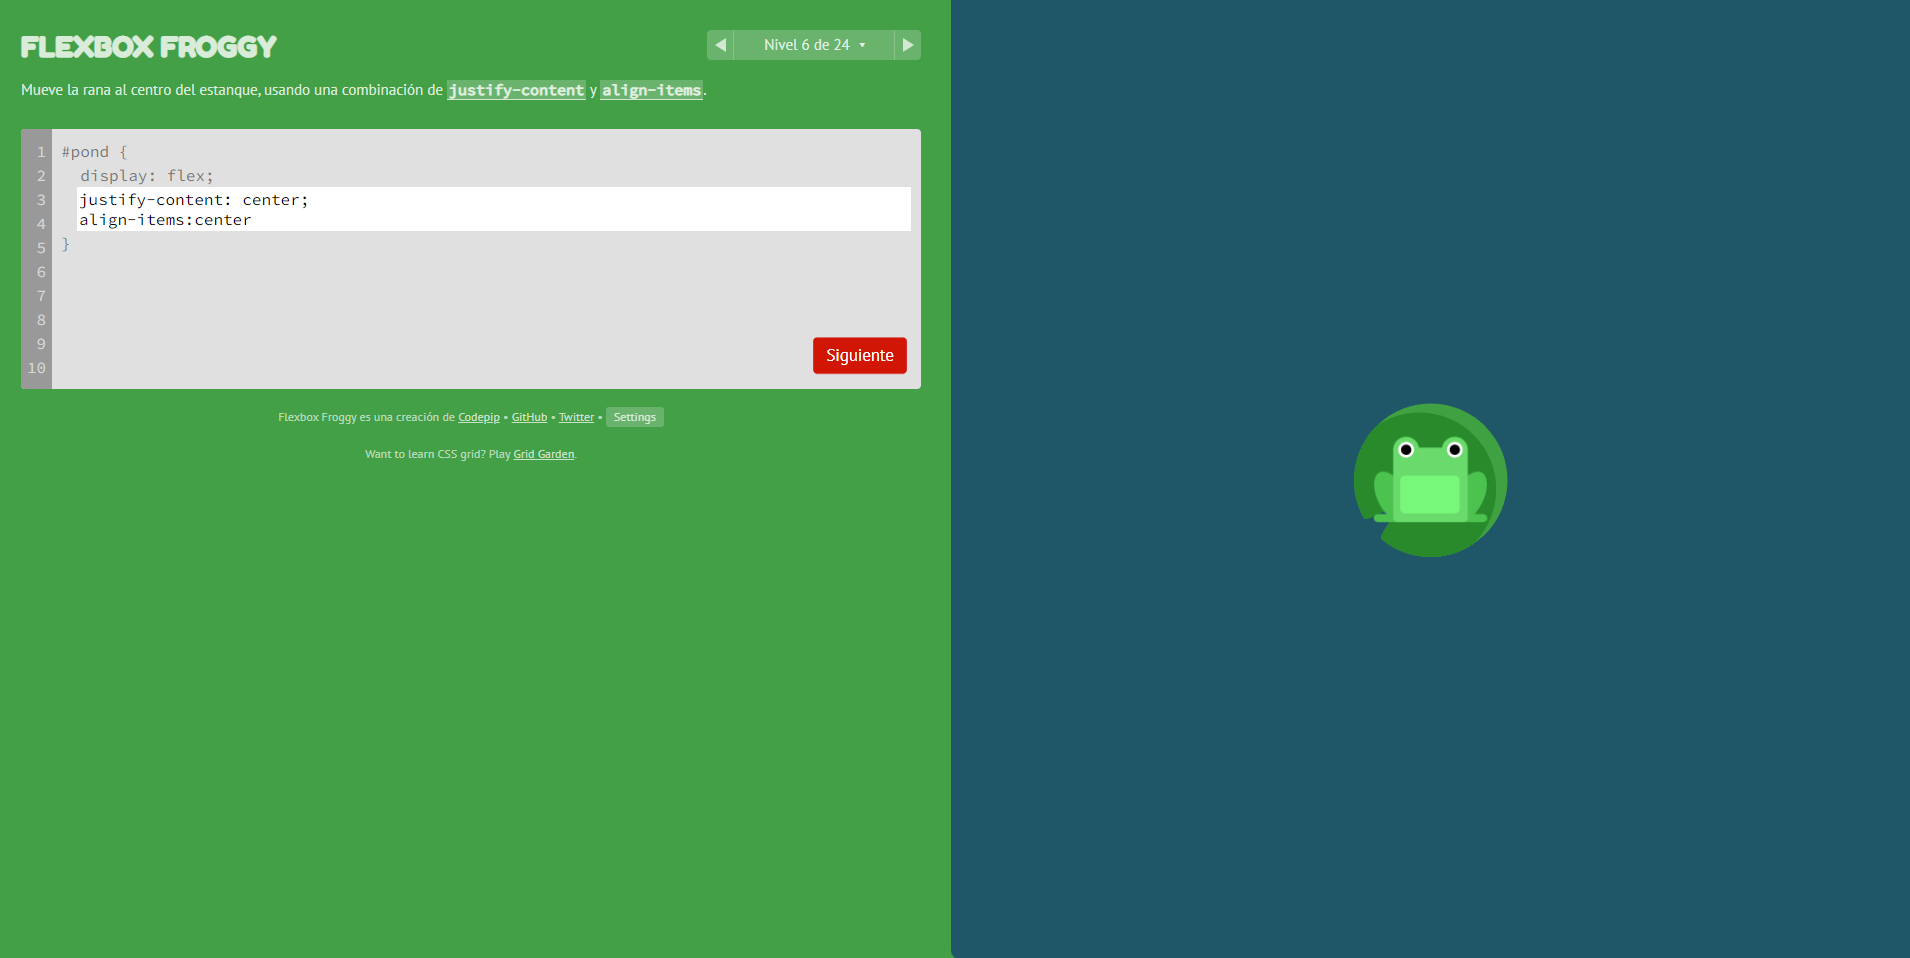 FLEXBOX FROGGY
Nivel 6 de 24
Mueve la rana al centro del estanque, usando una combinación de justify-content y align-items.
1 #pond {
2 display: flex;
3 justify-content: center;
4 align-items:center
5 }
6
7
8
9
10
Siguiente
Flexbox Froggy es una creación de Codepip • GitHub • Twitter • Settings
Want to learn CSS grid? Play Grid Garden.